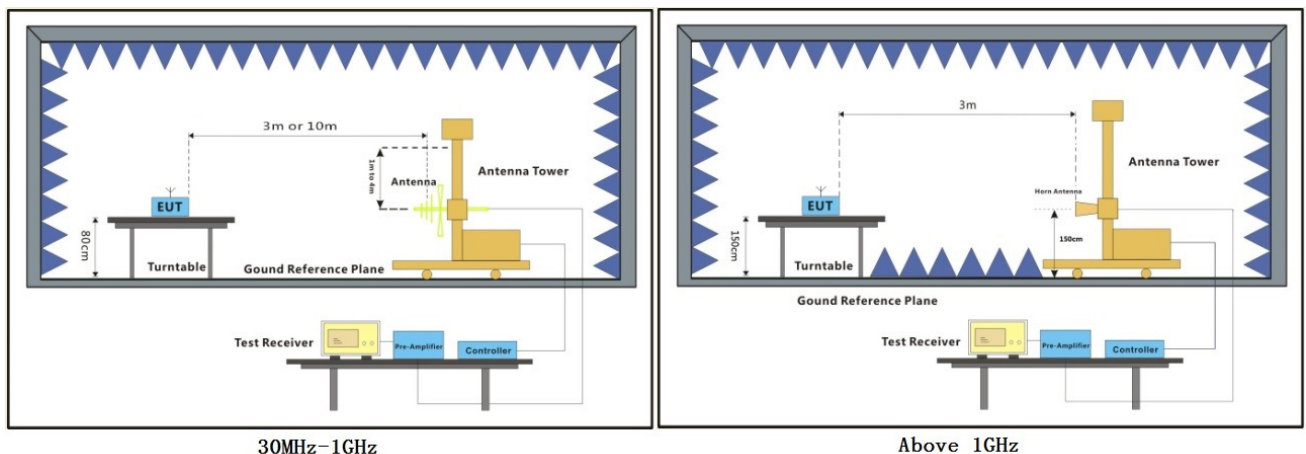 3m or 10m
1m to 4m
Antenna
Antenna Tower
EUT
80cm
Turntable
Gound Reference Plane
Test Receiver
Pre-Amplifier
Controller
30MHz-1GHz
3m
Antenna Tower
Horn Antenna
EUT
150cm
150cm
Turntable
Gound Reference Plane
Test Receiver
Pre-Amplifier
Controller
Above 1GHz